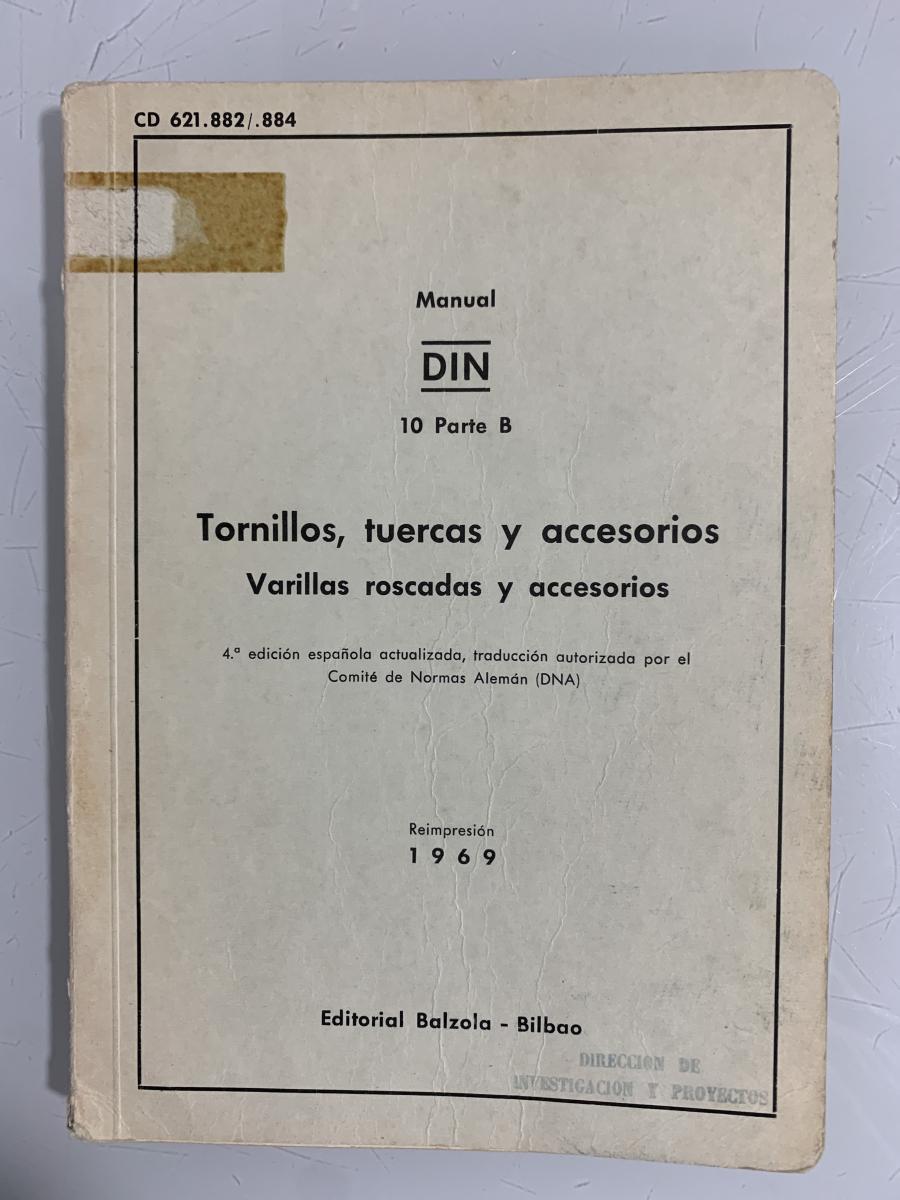 CD 621.882/.884
Manual
DIN
10 Parte B
Tornillos, tuercas y accesorios
Varillas roscadas y accesorios
4.ª edición española actualizada, traducción autorizada por el
Comité de Normas Alemán (DNA)
Reimpresión
1969
Editorial Balzola - Bilbao
DIRECCION DE
INVESTIGACION Y PROYECTOS